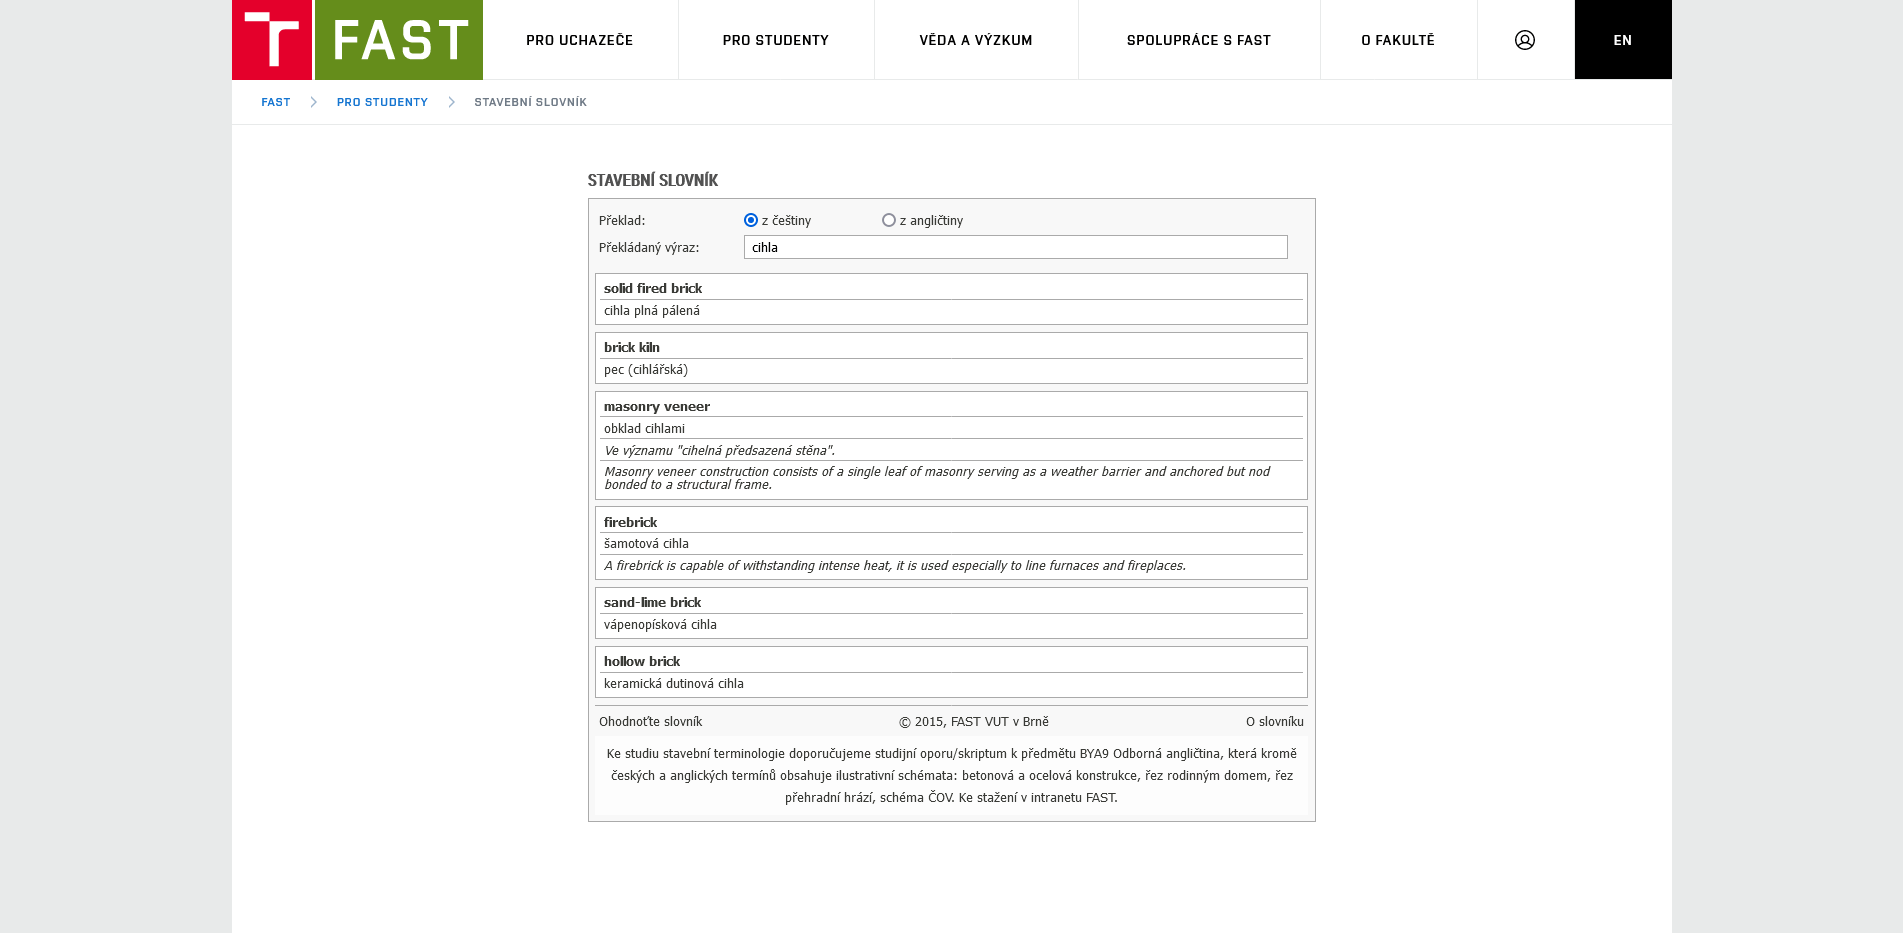 FAST
PRO UCHAZEČE
PRO STUDENTY
VĚDA A VÝZKUM
SPOLUPRÁCE S FAST
O FAKULTĚ
EN
FAST > PRO STUDENTY > STAVEBNÍ SLOVNÍK
STAVEBNÍ SLOVNÍK
Překlad: z češtiny z angličtiny
Překládaný výraz: cihla
solid fired brick
cihla plná pálená
brick kiln
pec (cihlářská)
masonry veneer
obklad cihlami
Ve významu "cihelná předsazená stěna".
Masonry veneer construction consists of a single leaf of masonry serving as a weather barrier and anchored but nod
bonded to a structural frame.
firebrick
šamotová cihla
A firebrick is capable of withstanding intense heat, it is used especially to line furnaces and fireplaces.
sand-lime brick
vápenopísková cihla
hollow brick
keramická dutinová cihla
Ohodnoťte slovník © 2015, FAST VUT v Brně O slovníku
Ke studiu stavební terminologie doporučujeme studijní oporu/skriptum k předmětu BYA9 Odborná angličtina, která kromě
českých a anglických termínů obsahuje ilustrativní schémata: betonová a ocelová konstrukce, řez rodinným domem, řez
přehradní hrází, schéma ČOV. Ke stažení v intranetu FAST.